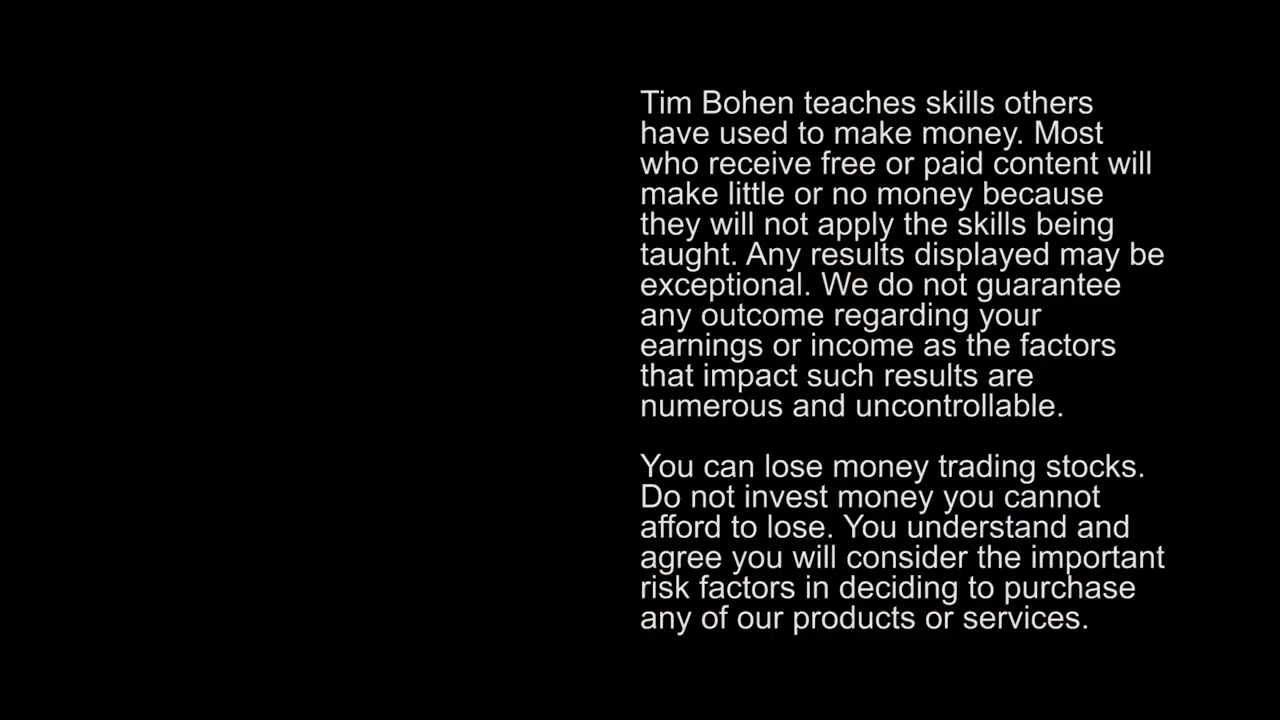 Tim Bohen teaches skills others
have used to make money. Most
who receive free or paid content will
make little or no money because
they will not apply the skills being
taught. Any results displayed may be
exceptional. We do not guarantee
any outcome regarding your
earnings or income as the factors
that impact such results are
numerous and uncontrollable.
You can lose money trading stocks.
Do not invest money you cannot
afford to lose. You understand and
agree you will consider the important
risk factors in deciding to purchase
any of our products or services.